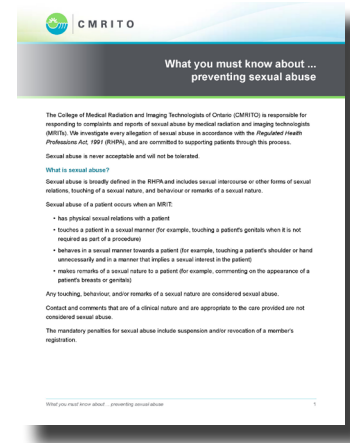 CMRITO
What you must know about ...
preventing sexual abuse
The College of Medical Radiation and Imaging Technologists of Ontario (CMRITO) is responsible for
responding to complaints and reports of sexual abuse by medical radiation and imaging technologists
(MRITs). We investigate every allegation of sexual abuse in accordance with the Regulated Health
Professions Act, 1991 (RHPA), and are committed to supporting patients through this process.
Sexual abuse is never acceptable and will not be tolerated.
What is sexual abuse?
Sexual abuse is broadly defined in the RHPA and includes sexual intercourse or other forms of sexual
relations, touching of a sexual nature, and behaviour or remarks of a sexual nature.
Sexual abuse of a patient occurs when an MRIT:
• has physical sexual relations with a patient
• touches a patient in a sexual manner (for example, touching a patient's genitals when it is not
required as part of a procedure)
• behaves in a sexual manner towards a patient (for example, touching a patient's shoulder or hand
unnecessarily and in a manner that implies a sexual interest in the patient)
• makes remarks of a sexual nature to a patient (for example, commenting on the appearance of a
patient's breasts or genitals)
Any touching, behaviour, and/or remarks of a sexual nature are considered sexual abuse.
Contact and comments that are of a clinical nature and are appropriate to the care provided are not
considered sexual abuse.
The mandatory penalties for sexual abuse include suspension and/or revocation of a member's
registration.
What you must know about ... preventing sexual abuse 1